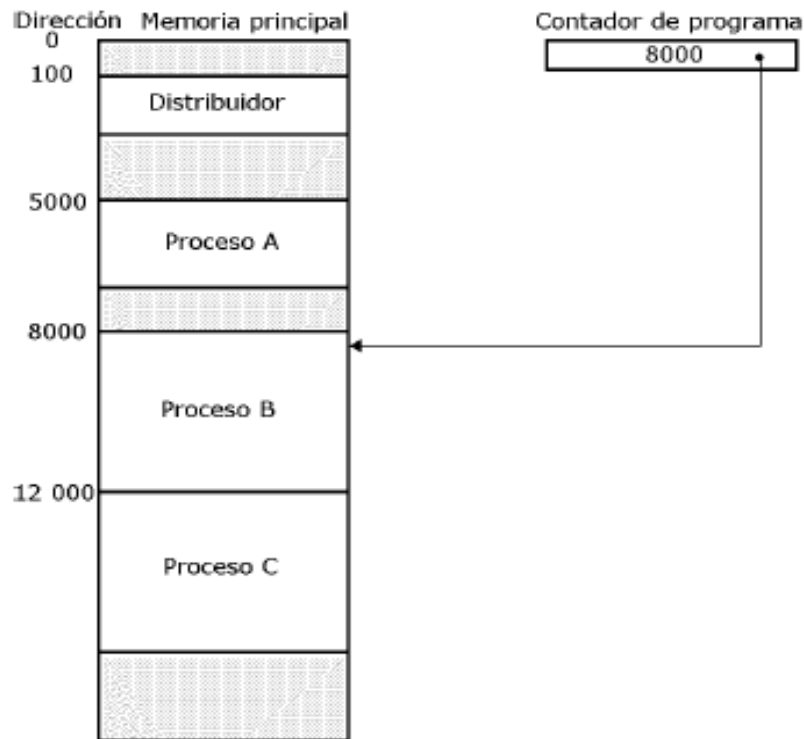 Dirección Memoria principal Contador de programa
0
8000
100
Distribuidor
5000
Proceso A
8000
Proceso B
12 000
Proceso C